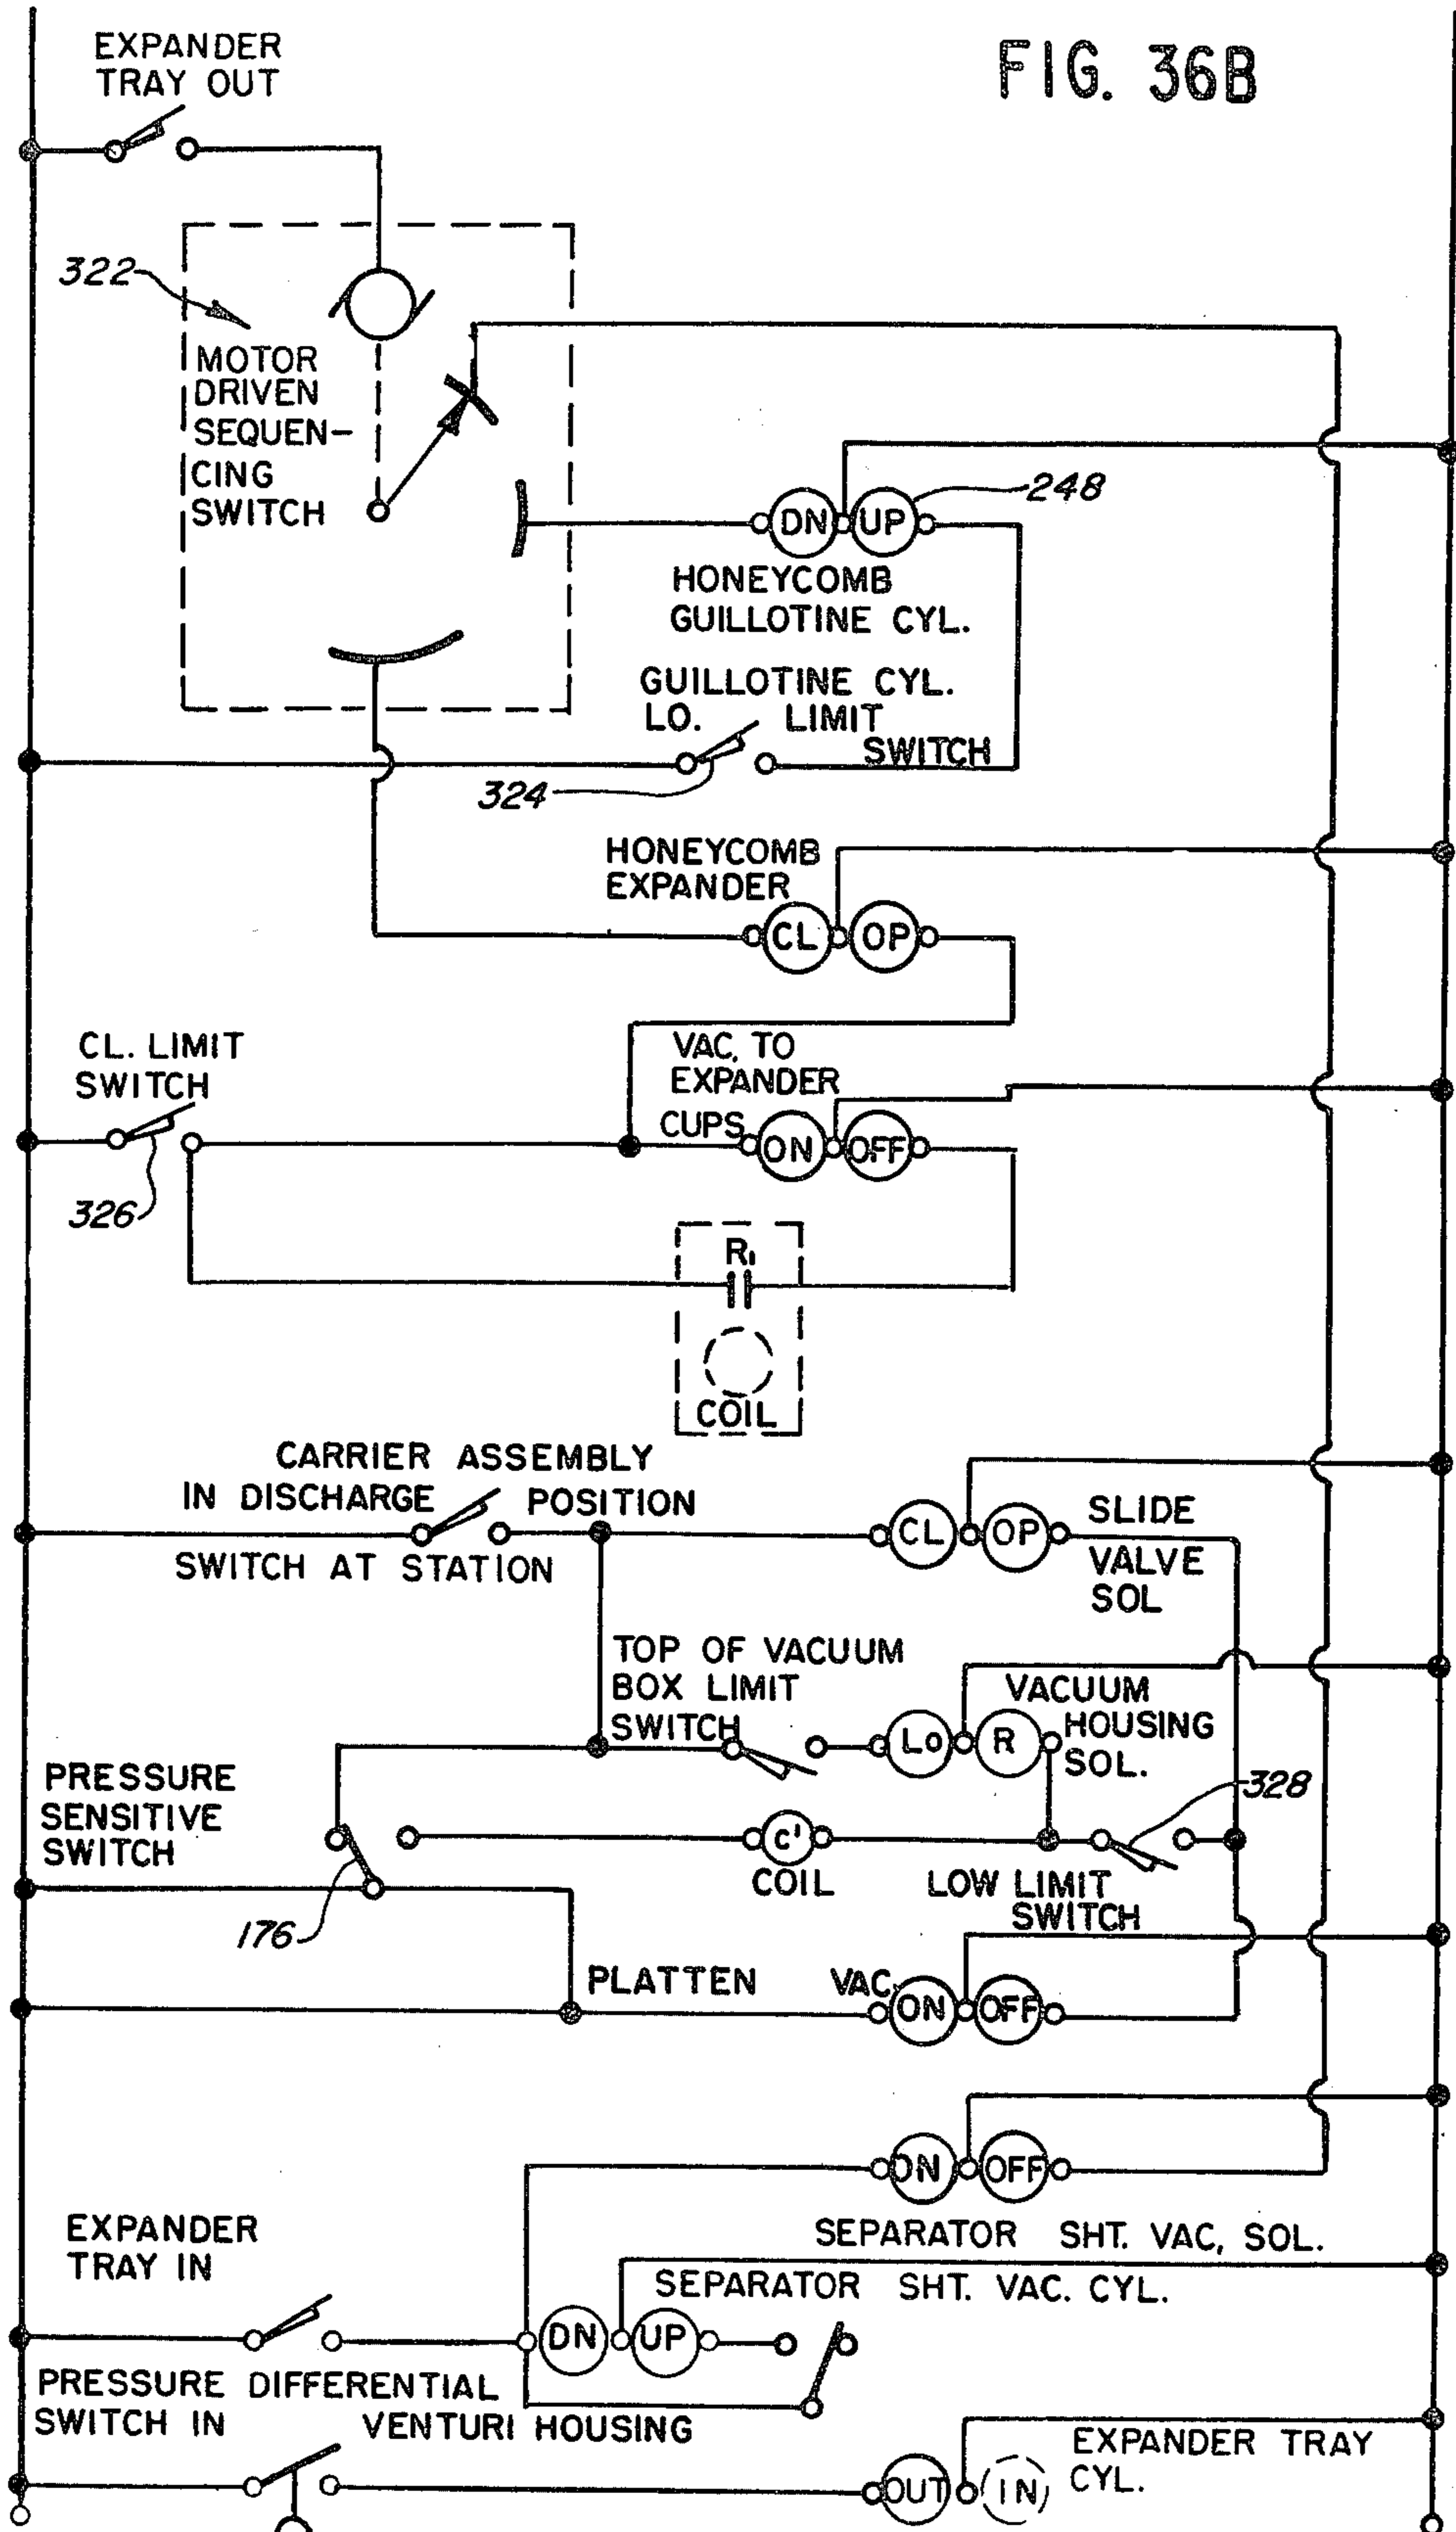 EXPANDER
TRAY OUT
FIG. 36B
322
MOTOR
DRIVEN
SEQUEN-
CING
SWITCH
248
DN UP
HONEYCOMB
GUILLOTINE CYL.
GUILLOTINE CYL.
LO. LIMIT
SWITCH
324
HONEYCOMB
EXPANDER
CL OP
CL. LIMIT
SWITCH
VAC. TO
EXPANDER
CUPS
ON OFF
326
R1
COIL
CARRIER ASSEMBLY
IN DISCHARGE POSITION
SWITCH AT STATION
CL OP
SLIDE
VALVE
SOL
TOP OF VACUUM
BOX LIMIT
SWITCH
LO R
VACUUM
HOUSING
SOL.
PRESSURE
SENSITIVE
SWITCH
328
C'
COIL
LOW LIMIT
SWITCH
176
PLATTEN VAC.
ON OFF
ON OFF
SEPARATOR SHT. VAC, SOL.
EXPANDER
TRAY IN
SEPARATOR SHT. VAC. CYL.
DN UP
PRESSURE DIFFERENTIAL
SWITCH IN VENTURI HOUSING
OUT IN
EXPANDER TRAY
CYL.